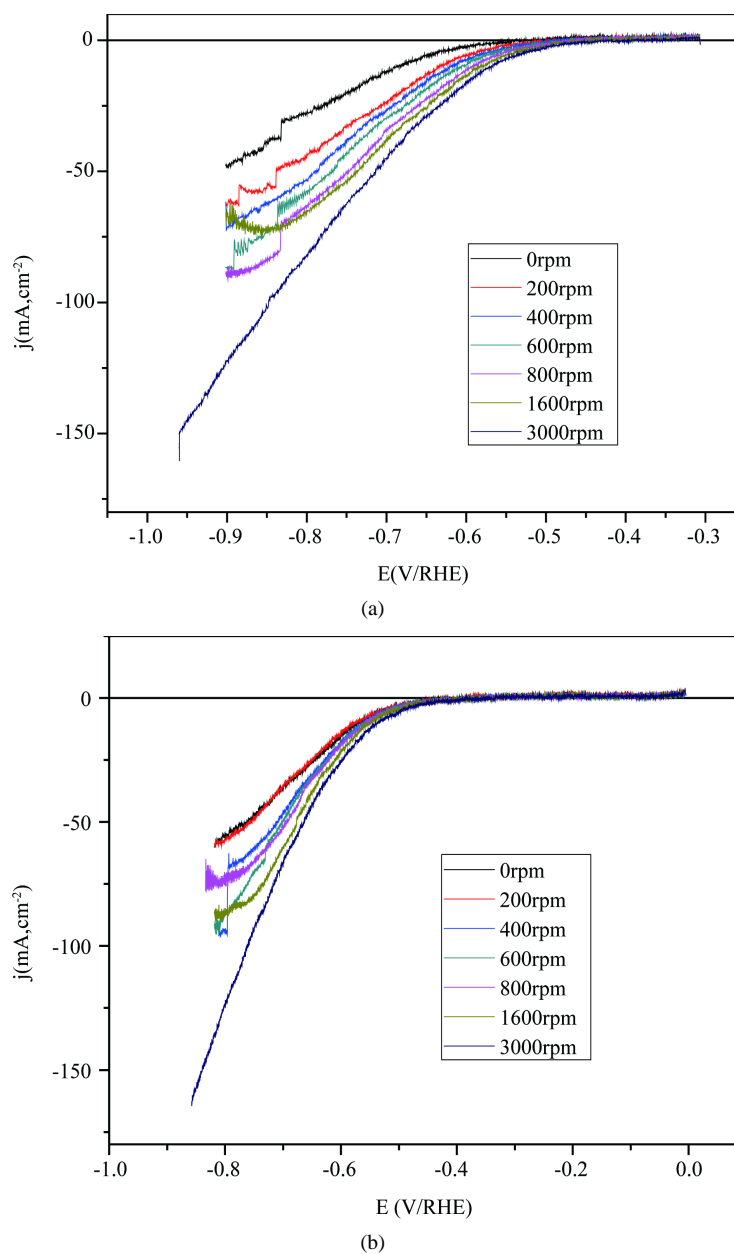 0
-50
-100
-150
j(mA,cm-2)
0rpm
200rpm
400rpm
600rpm
800rpm
1600rpm
3000rpm
-1.0 -0.9 -0.8 -0.7 -0.6 -0.5 -0.4 -0.3
E(V/RHE)
(a)
0
-50
-100
-150
j(mA,cm-2)
0rpm
200rpm
400rpm
600rpm
800rpm
1600rpm
3000rpm
-1.0 -0.8 -0.6 -0.4 -0.2 0.0
E (V/RHE)
(b)